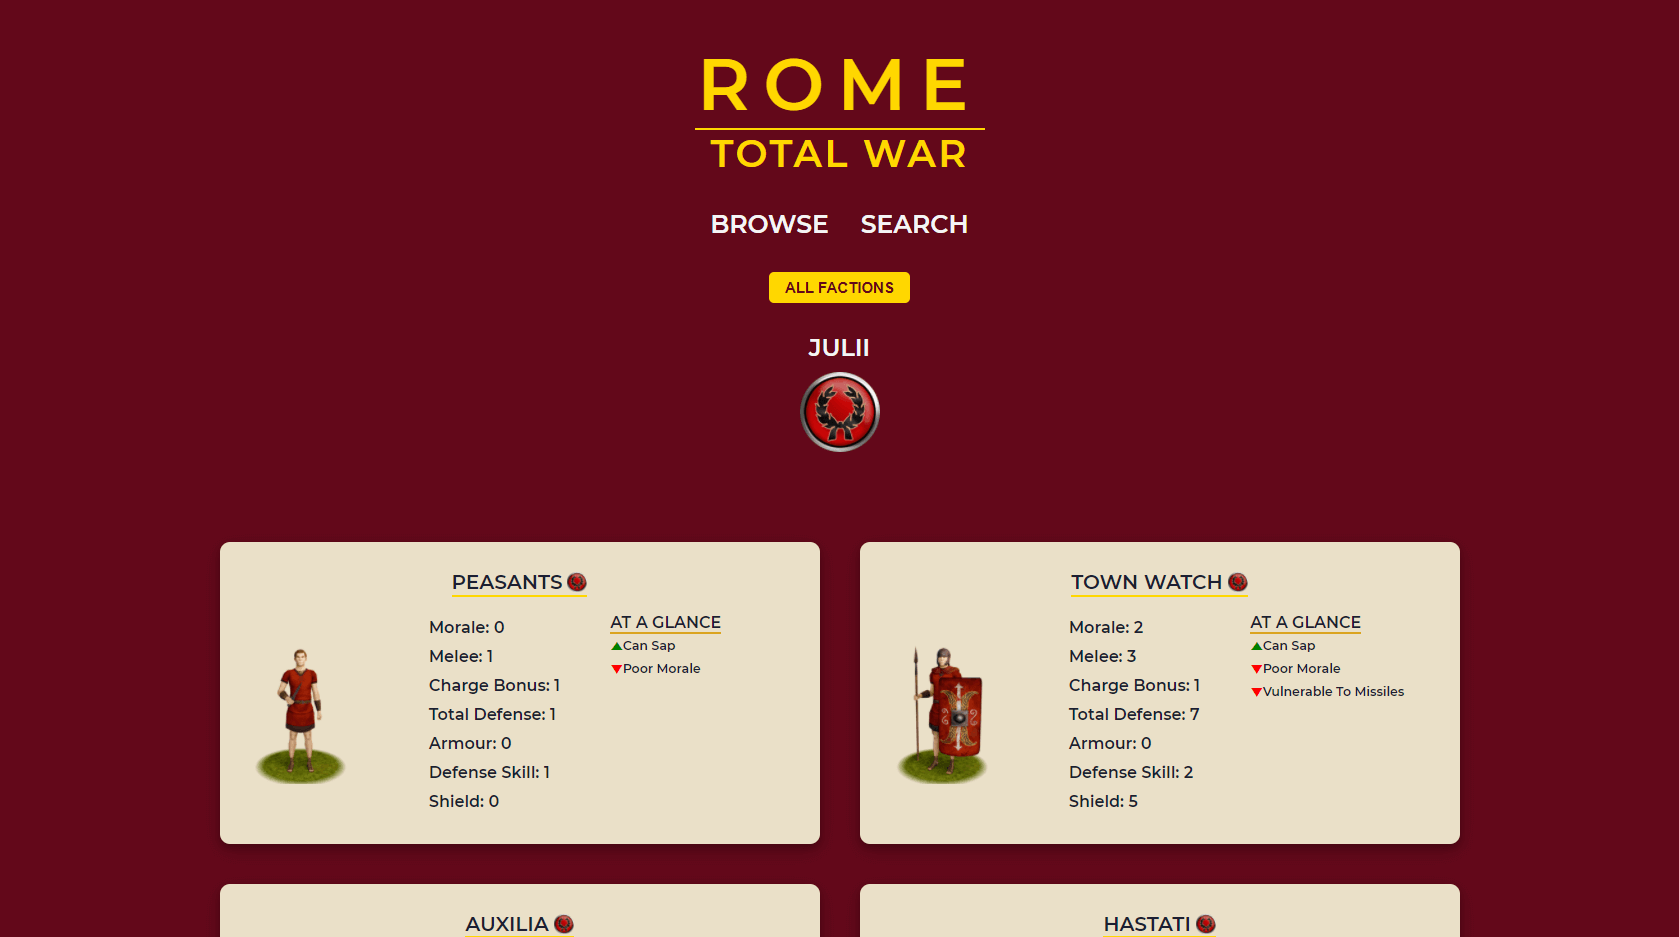 ROME
TOTAL WAR
BROWSE SEARCH
ALL FACTIONS
JULII
PEASANTS
Morale: 0
Melee: 1
Charge Bonus: 1
Total Defense: 1
Armour: 0
Defense Skill: 1
Shield: 0
AT A GLANCE
Can Sap
Poor Morale
TOWN WATCH
Morale: 2
Melee: 3
Charge Bonus: 1
Total Defense: 7
Armour: 0
Defense Skill: 2
Shield: 5
AT A GLANCE
Can Sap
Poor Morale
Vulnerable To Missiles
AUXILIA
HASTATI